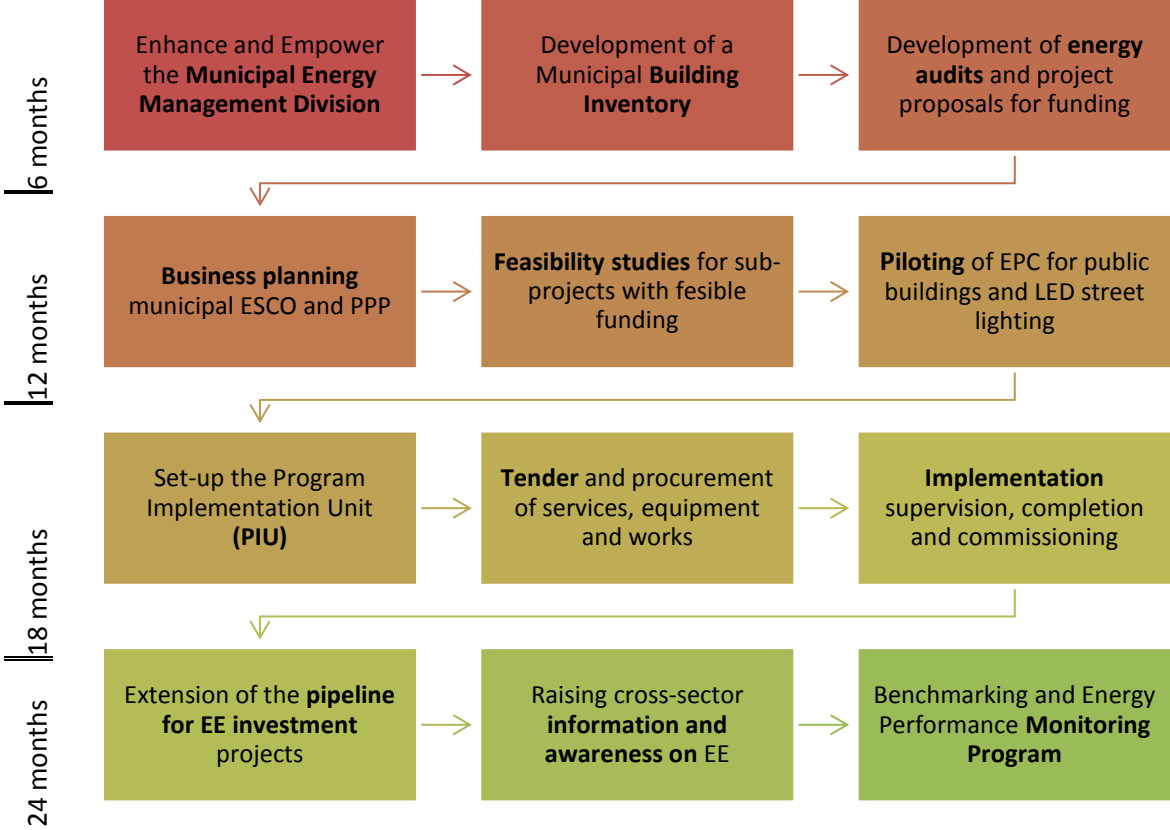 6 months
Enhance and Empower
the Municipal Energy
Management Division
Development of a
Municipal Building
Inventory
Development of energy
audits and project
proposals for funding
12 months
Business planning
municipal ESCO and PPP
Feasibility studies for sub-
projects with fesible
funding
Piloting of EPC for public
buildings and LED street
lighting
18 months
Set-up the Program
Implementation Unit
(PIU)
Tender and procurement
of services, equipment
and works
Implementation
supervision, completion
and commissioning
24 months
Extension of the pipeline
for EE investment
projects
Raising cross-sector
information and
awareness on EE
Benchmarking and Energy
Performance Monitoring
Program